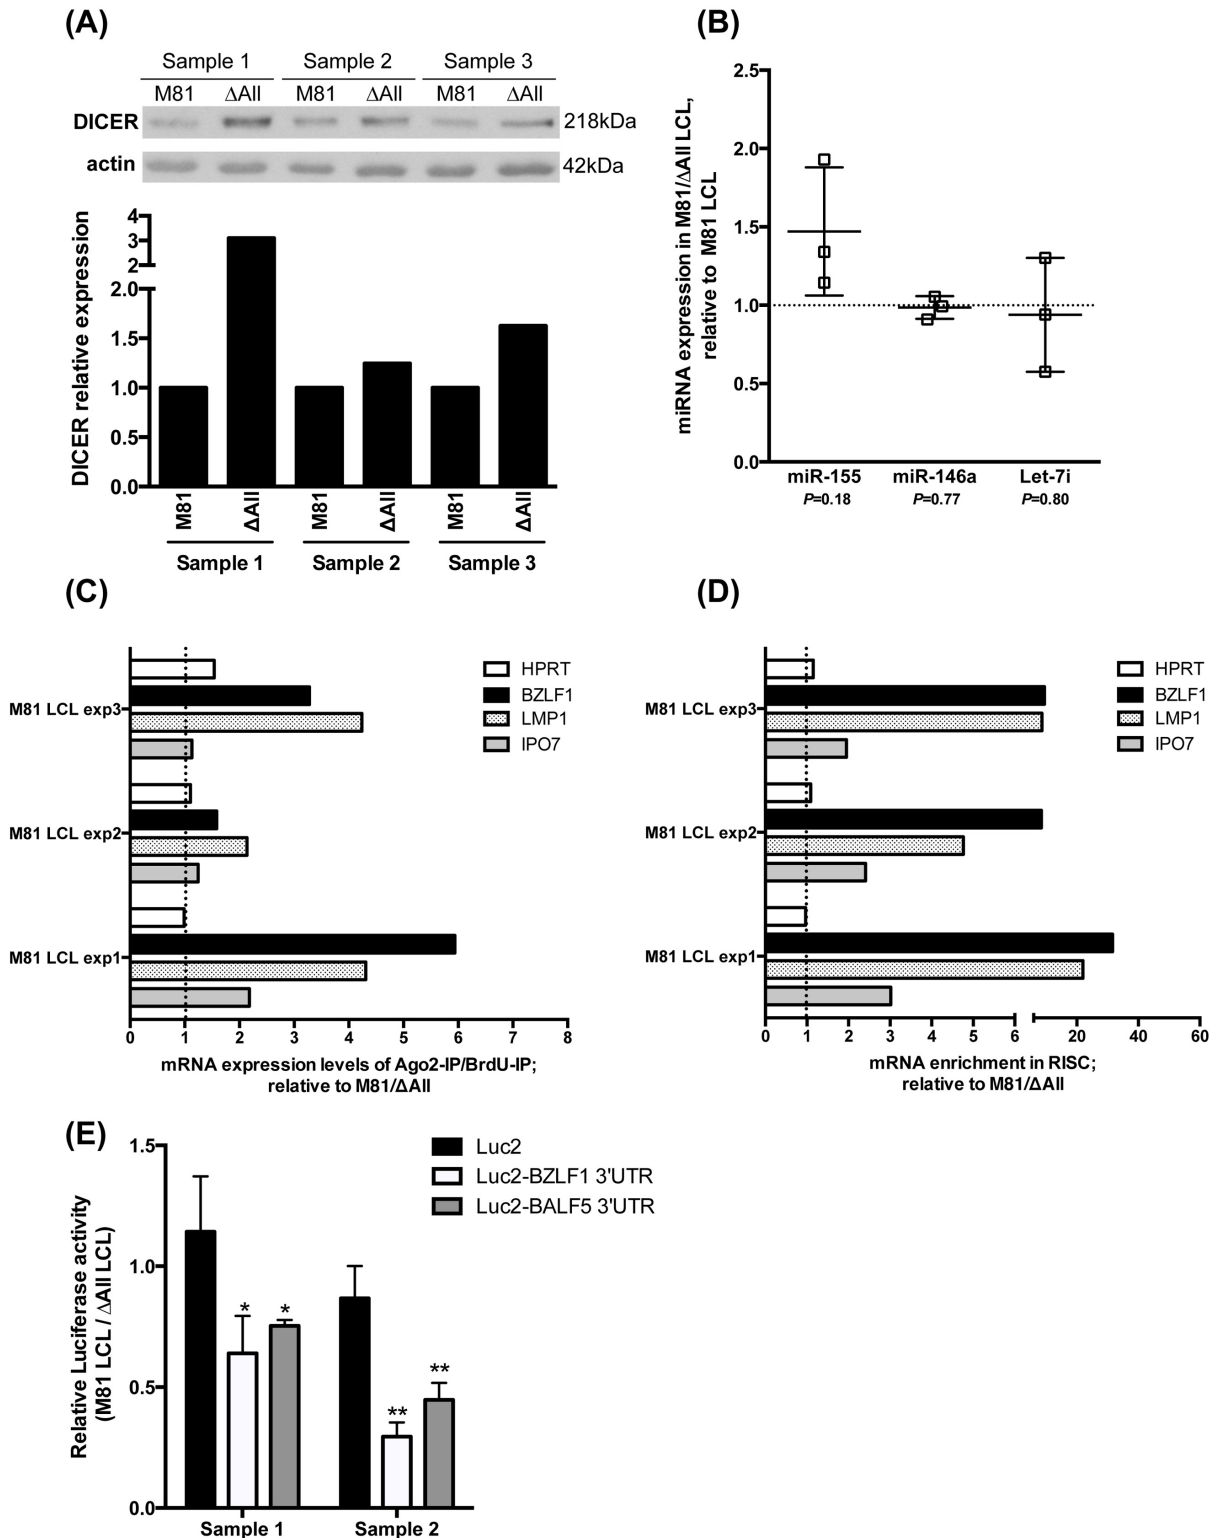 (A)
Sample 1 Sample 2 Sample 3
M81 ΔAll M81 ΔAll M81 ΔAll
DICER 218kDa
actin 42kDa
DICER relative expression
4
3
2
2.0
1.5
1.0
0.5
0.0
M81 ΔAll M81 ΔAll M81 ΔAll
Sample 1 Sample 2 Sample 3
(B)
miRNA expression in M81/ΔAll LCL,
relative to M81 LCL
2.5
2.0
1.5
1.0
0.5
0.0
miR-155 miR-146a Let-7i
P=0.18 P=0.77 P=0.80
(C)
HPRT
BZLF1
LMP1
IPO7
M81 LCL exp3
M81 LCL exp2
M81 LCL exp1
0 1 2 3 4 5 6 7 8
mRNA expression levels of Ago2-IP/BrdU-IP;
relative to M81/ΔAll
(D)
HPRT
BZLF1
LMP1
IPO7
M81 LCL exp3
M81 LCL exp2
M81 LCL exp1
0 1 2 3 4 5 6 20 40 60
mRNA enrichment in RISC;
relative to M81/ΔAll
(E)
Luc2
Luc2-BZLF1 3'UTR
Luc2-BALF5 3'UTR
Relative Luciferase activity
(M81 LCL / ΔAll LCL)
1.5
1.0
0.5
0.0
* *
** **
Sample 1 Sample 2